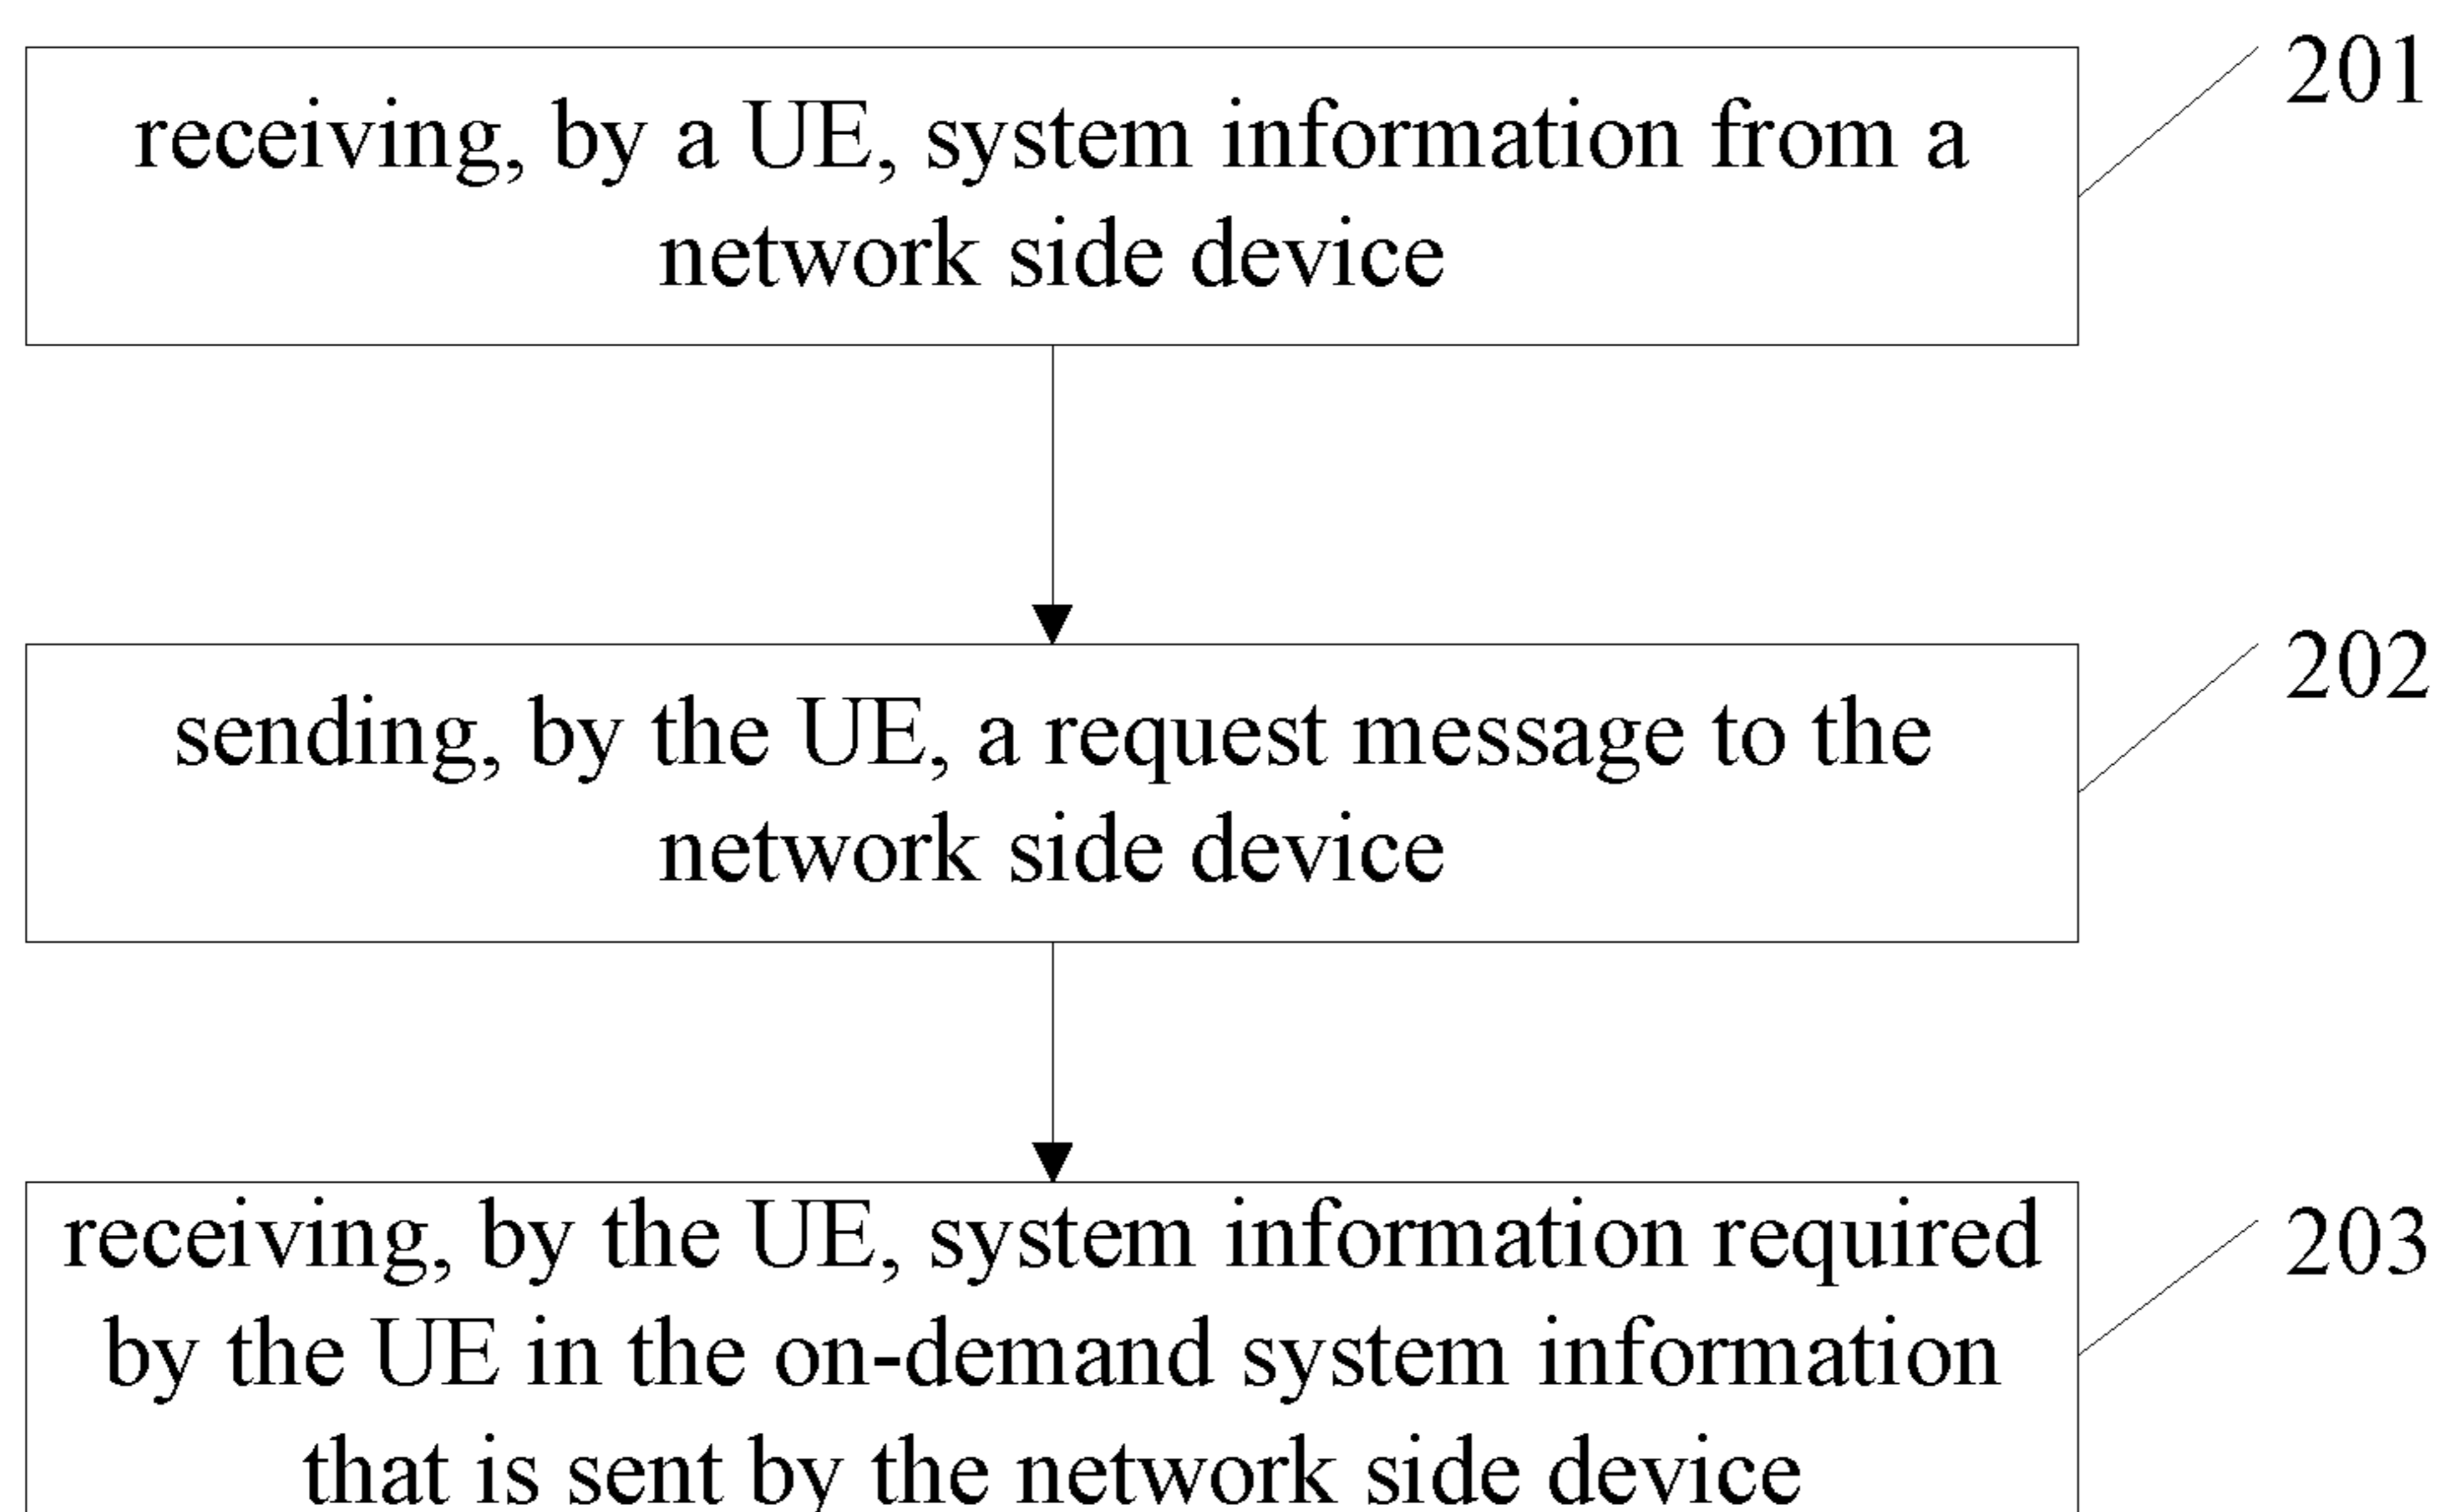 receiving, by a UE, system information from a
network side device
201
sending, by the UE, a request message to the
network side device
202
receiving, by the UE, system information required
by the UE in the on-demand system information
that is sent by the network side device
203